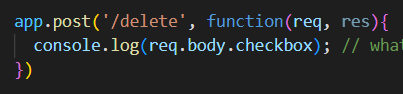 app.post('/delete', function(req, res){
console.log(req.body.checkbox); // what
})